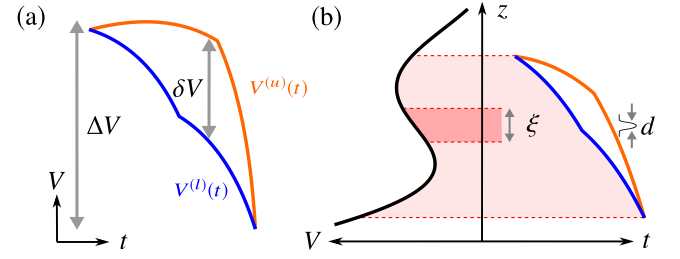 (a)
ΔV
δV
V^{(u)}(t)
V^{(l)}(t)
V
t
(b)
z
ξ
d
V
t